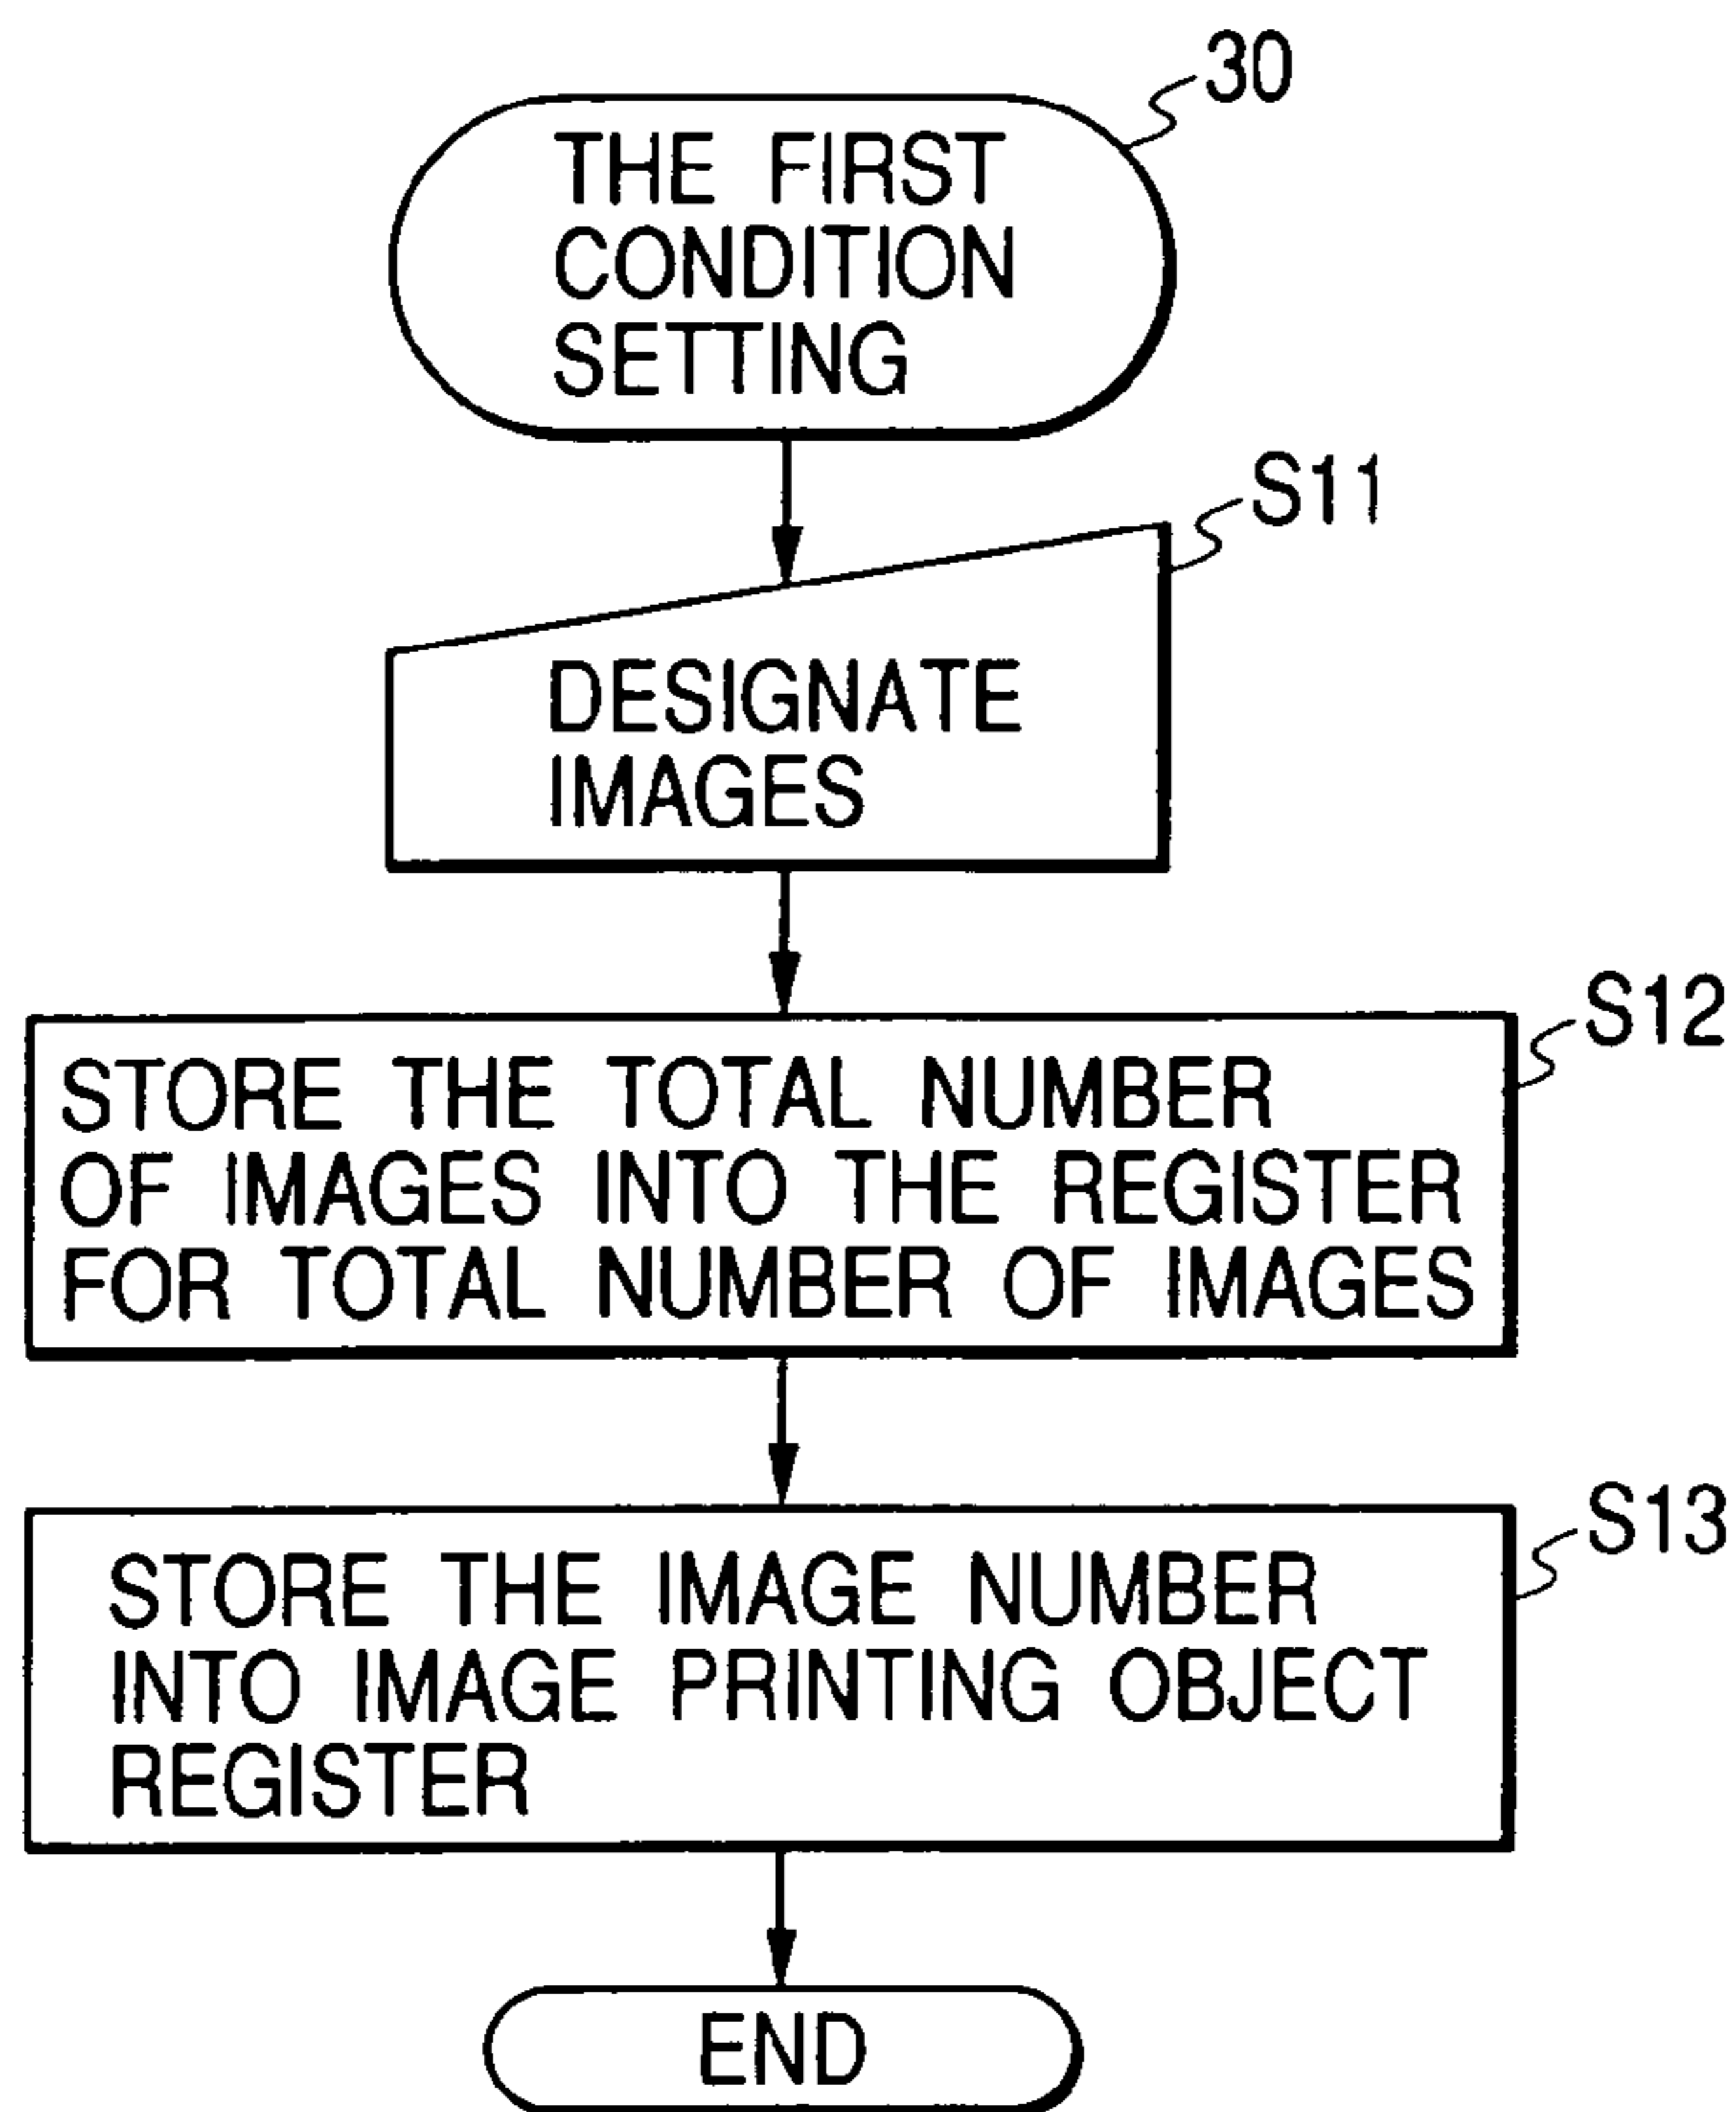 30
THE FIRST
CONDITION
SETTING
S11
DESIGNATE
IMAGES
S12
STORE THE TOTAL NUMBER
OF IMAGES INTO THE REGISTER
FOR TOTAL NUMBER OF IMAGES
S13
STORE THE IMAGE NUMBER
INTO IMAGE PRINTING OBJECT
REGISTER
END